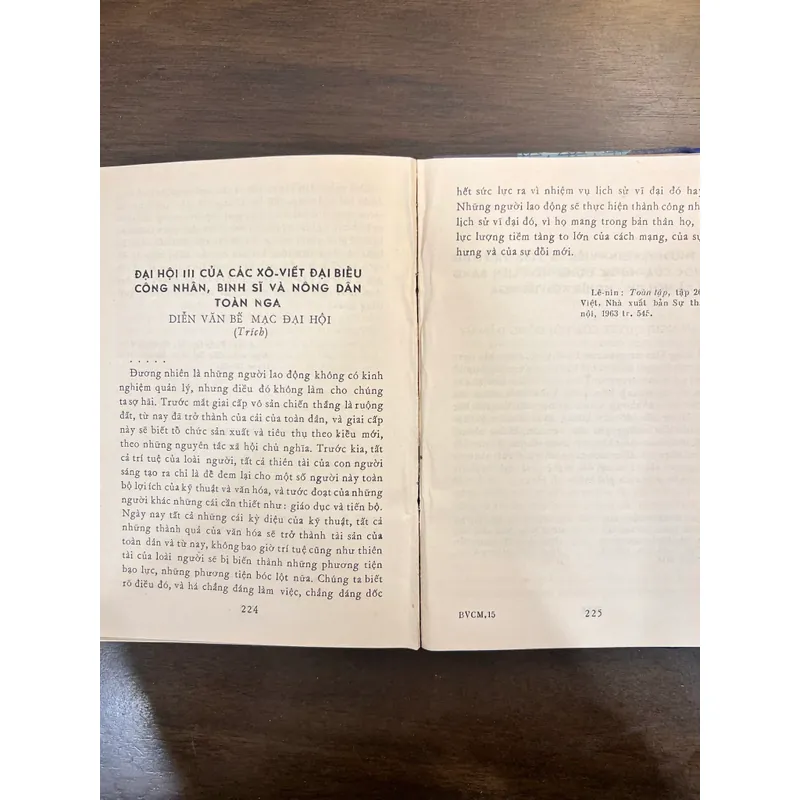 ĐẠI HỘI III CỦA CÁC XÔ-VIẾT ĐẠI BIỂU
CÔNG NHÂN, BINH SĨ VÀ NÔNG DÂN
TOÀN NGA
DIỄN VĂN BẾ MẠC ĐẠI HỘI
(Trích)
.....
Đương nhiên là những người lao động không có kinh
nghiệm quản lý, nhưng điều đó không làm cho chúng
ta sợ hãi. Trước mắt giai cấp vô sản chiến thắng là ruộng
đất, từ nay đã trở thành của cải của toàn dân, và giai cấp
này sẽ biết tổ chức sản xuất và tiêu thụ theo kiểu mới,
theo những nguyên tắc xã hội chủ nghĩa. Trước kia, tất
cả trí tuệ của loài người, tất cả thiên tài của con người
sáng tạo ra chỉ là để đem lại cho một số người này toàn
bộ lợi ích của kỹ thuật và văn hóa, và tước đoạt của những
người khác những cái cần thiết như: giáo dục và tiến bộ.
Ngày nay tất cả những cái kỳ diệu của kỹ thuật, tất cả
những thành quả của văn hóa sẽ trở thành tài sản của
toàn dân và từ nay, không bao giờ trí tuệ cũng như thiên
tài của loài người sẽ bị biến thành những phương tiện
bạo lực, những phương tiện bóc lột nữa. Chúng ta biết
rõ điều đó, và há chẳng đáng làm việc, chẳng đáng dốc
224
hết sức lực ra vì nhiệm vụ lịch sử vĩ đại đó hay
Những người lao động sẽ thực hiện thành công
lịch sử vĩ đại đó, vì họ mang trong bản thân họ,
lực lượng tiềm tàng to lớn của cách mạng, của
hưng và của sự đổi mới.
Lê-nin: Toàn tập, tập
Việt, Nhà xuất bản Sự
nội, 1963 tr. 545.
BVCM.15
225